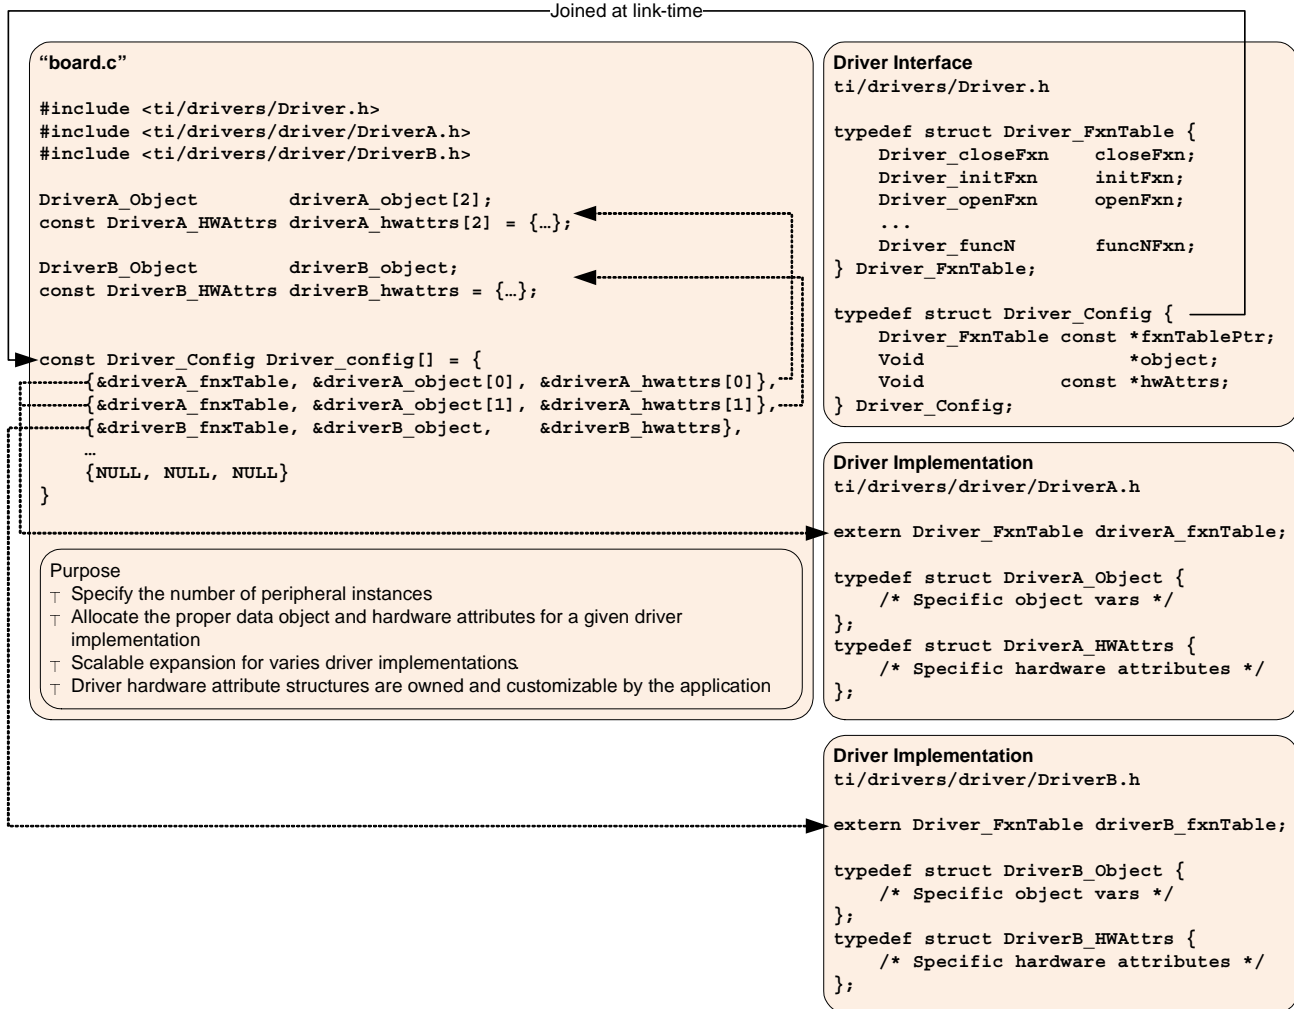 Joined at link-time
“board.c”
#include <ti/drivers/Driver.h>
#include <ti/drivers/driver/DriverA.h>
#include <ti/drivers/driver/DriverB.h>
DriverA_Object driverA_object[2];
const DriverA_HWAttrs driverA_hwattrs[2] = {…};
DriverB_Object driverB_object;
const DriverB_HWAttrs driverB_hwattrs = {…};
const Driver_Config Driver_config[] = {
{&driverA_fnxTable, &driverA_object[0], &driverA_hwattrs[0]},
{&driverA_fnxTable, &driverA_object[1], &driverA_hwattrs[1]},
{&driverB_fnxTable, &driverB_object, &driverB_hwattrs},
…
{NULL, NULL, NULL}
}
Purpose
┬ Specify the number of peripheral instances
┬ Allocate the proper data object and hardware attributes for a given driver
implementation
┬ Scalable expansion for varies driver implementations.
┬ Driver hardware attribute structures are owned and customizable by the application
Driver Interface
ti/drivers/Driver.h
typedef struct Driver_FxnTable {
Driver_closeFxn closeFxn;
Driver_initFxn initFxn;
Driver_openFxn openFxn;
...
Driver_funcN funcNFxn;
} Driver_FxnTable;
typedef struct Driver_Config {
Driver_FxnTable const *fxnTablePtr;
Void *object;
Void const *hwAttrs;
} Driver_Config;
Driver Implementation
ti/drivers/driver/DriverA.h
extern Driver_FxnTable driverA_fxnTable;
typedef struct DriverA_Object {
/* Specific object vars */
};
typedef struct DriverA_HWAttrs {
/* Specific hardware attributes */
};
Driver Implementation
ti/drivers/driver/DriverB.h
extern Driver_FxnTable driverB_fxnTable;
typedef struct DriverB_Object {
/* Specific object vars */
};
typedef struct DriverB_HWAttrs {
/* Specific hardware attributes */
};